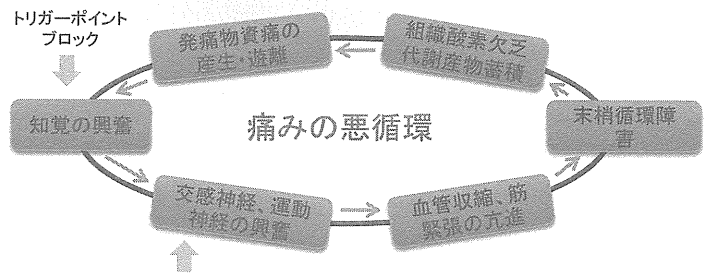 トリガーポイント
ブロック
発痛物資痛の
産生・遊離
組織酸素欠乏
代謝産物蓄積
知覚の興奮
痛みの悪循環
末梢循環障
害
交感神経、運動
神経の興奮
血管収縮、筋
緊張の亢進